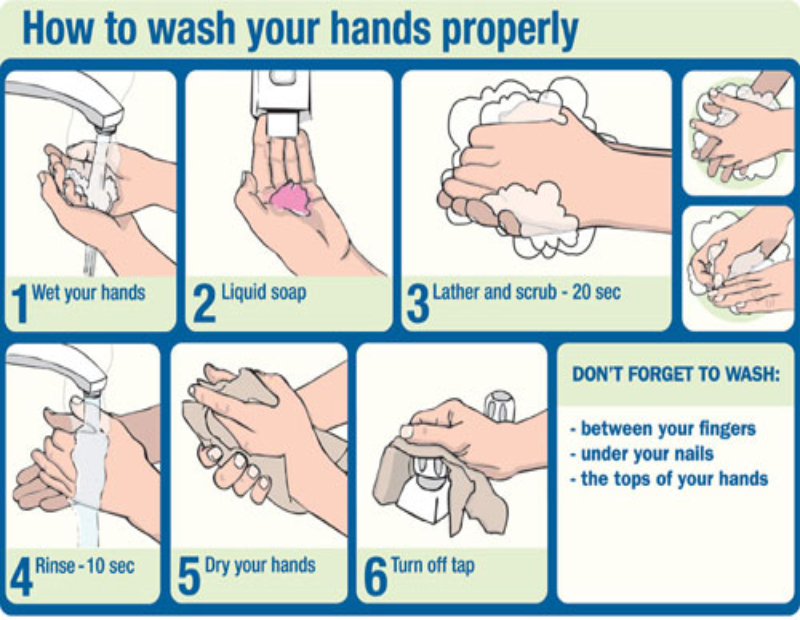 How to wash your hands properly
1 Wet your hands
2 Liquid soap
3 Lather and scrub - 20 sec
4 Rinse - 10 sec
5 Dry your hands
6 Turn off tap
DON'T FORGET TO WASH:
- between your fingers
- under your nails
- the tops of your hands